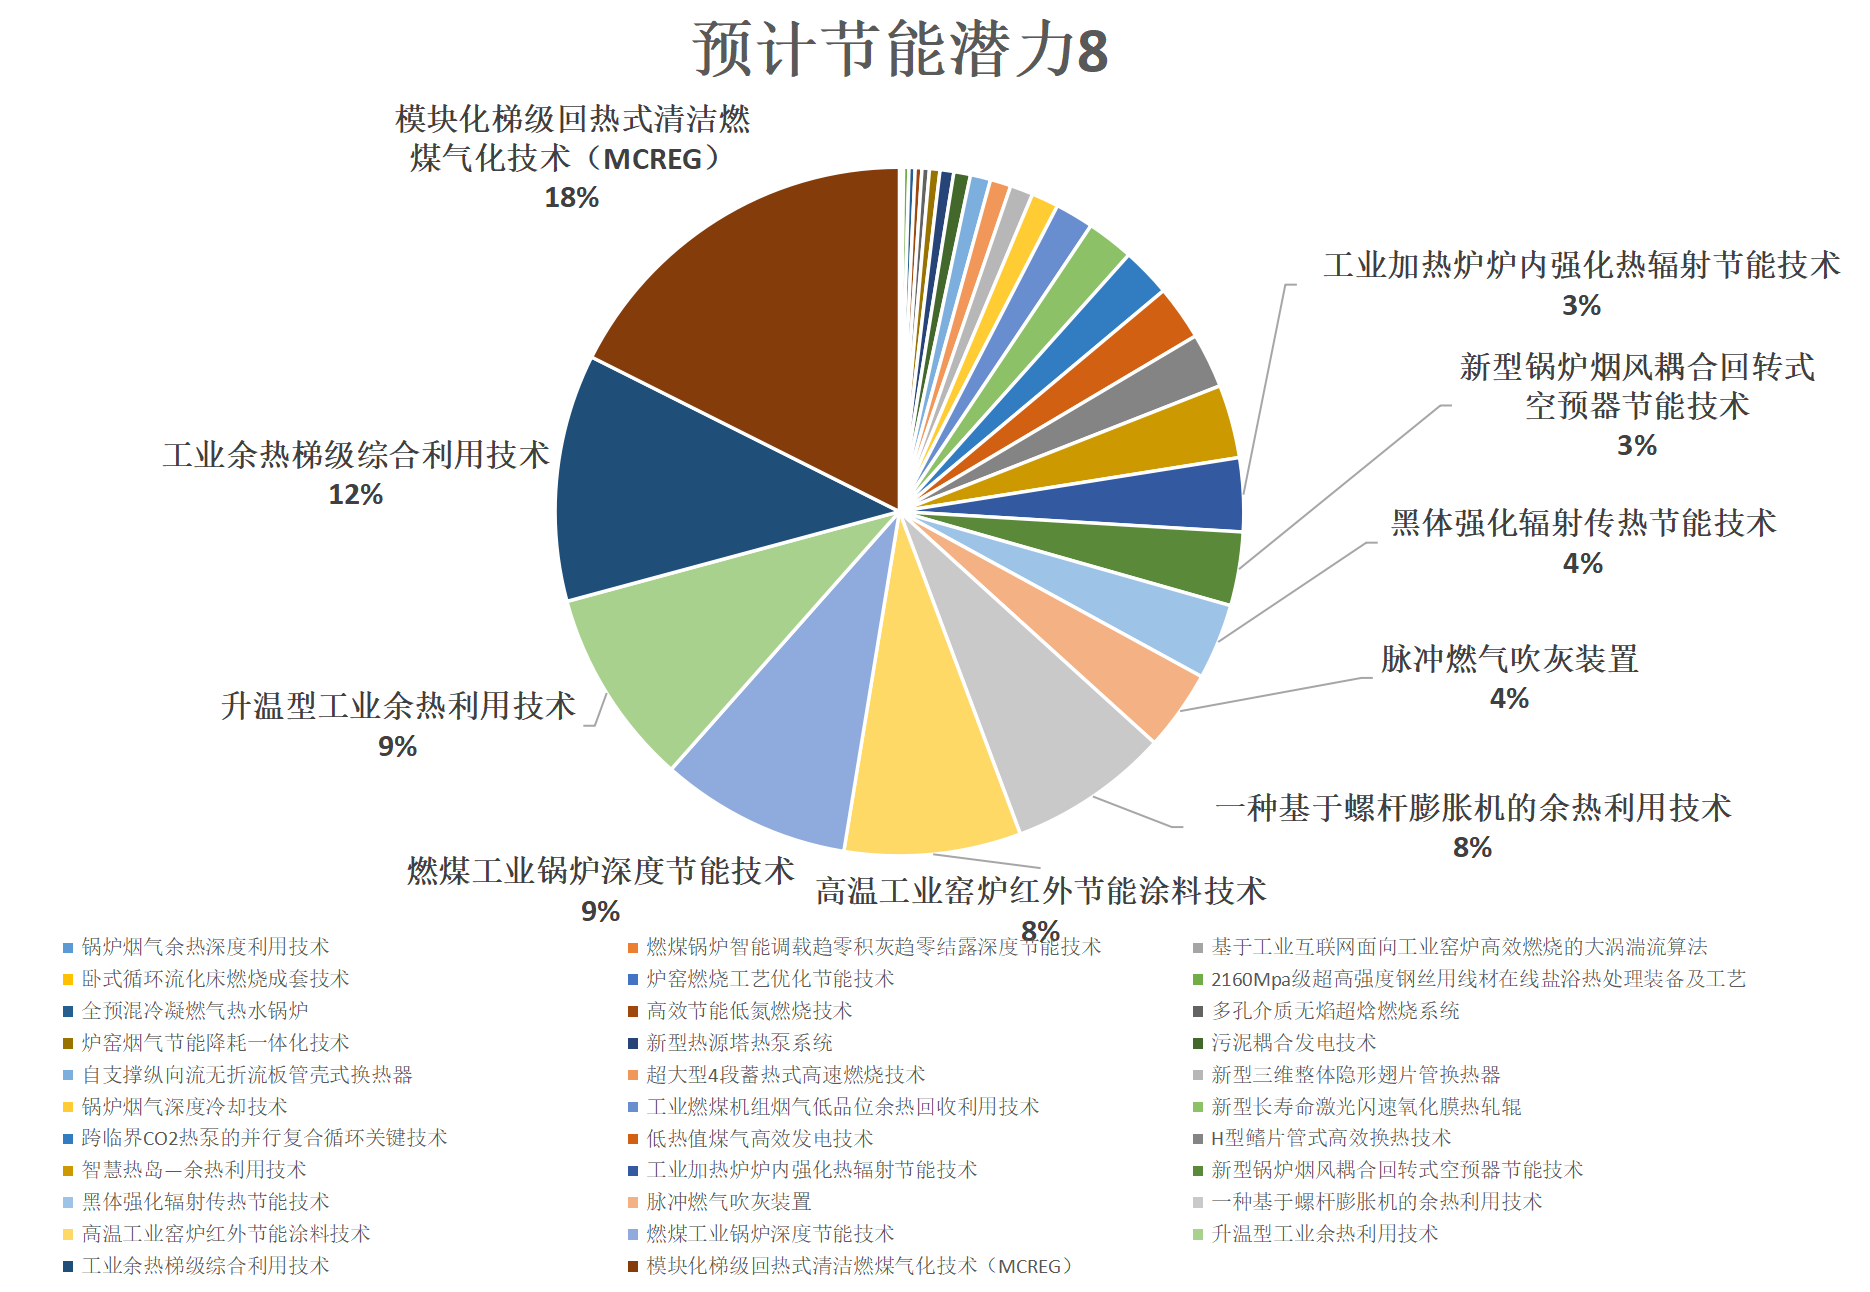 预计节能潜力8
模块化梯级回热式清洁燃
煤气化技术（MCREG）
18%
工业加热炉炉内强化热辐射节能技术
3%
新型锅炉烟风耦合回转式
空预器节能技术
3%
工业余热梯级综合利用技术
12%
黑体强化辐射传热节能技术
4%
脉冲燃气吹灰装置
4%
升温型工业余热利用技术
9%
一种基于螺杆膨胀机的余热利用技术
8%
燃煤工业锅炉深度节能技术
9%
高温工业窑炉红外节能涂料技术
8%
锅炉烟气余热深度利用技术
燃煤锅炉智能调载趋零积灰趋零结露深度节能技术
基于工业互联网面向工业窑炉高效燃烧的大涡湍流算法
卧式循环流化床燃烧成套技术
炉窑燃烧工艺优化节能技术
2160Mpa级超高强度钢丝用线材在线盐浴热处理装备及工艺
全预混冷凝燃气热水锅炉
高效节能低氮燃烧技术
多孔介质无焰超焓燃烧系统
炉窑烟气节能降耗一体化技术
新型热源塔热泵系统
污泥耦合发电技术
自支撑纵向流无折流板管壳式换热器
超大型4段蓄热式高速燃烧技术
新型三维整体隐形翅片管换热器
锅炉烟气深度冷却技术
工业燃煤机组烟气低品位余热回收利用技术
新型长寿命激光闪速氧化膜热轧辊
跨临界CO2热泵的并行复合循环关键技术
低热值煤气高效发电技术
H型鳍片管式高效换热技术
智慧热岛—余热利用技术
工业加热炉炉内强化热辐射节能技术
新型锅炉烟风耦合回转式空预器节能技术
黑体强化辐射传热节能技术
脉冲燃气吹灰装置
一种基于螺杆膨胀机的余热利用技术
高温工业窑炉红外节能涂料技术
燃煤工业锅炉深度节能技术
升温型工业余热利用技术
工业余热梯级综合利用技术
模块化梯级回热式清洁燃煤气化技术（MCREG）